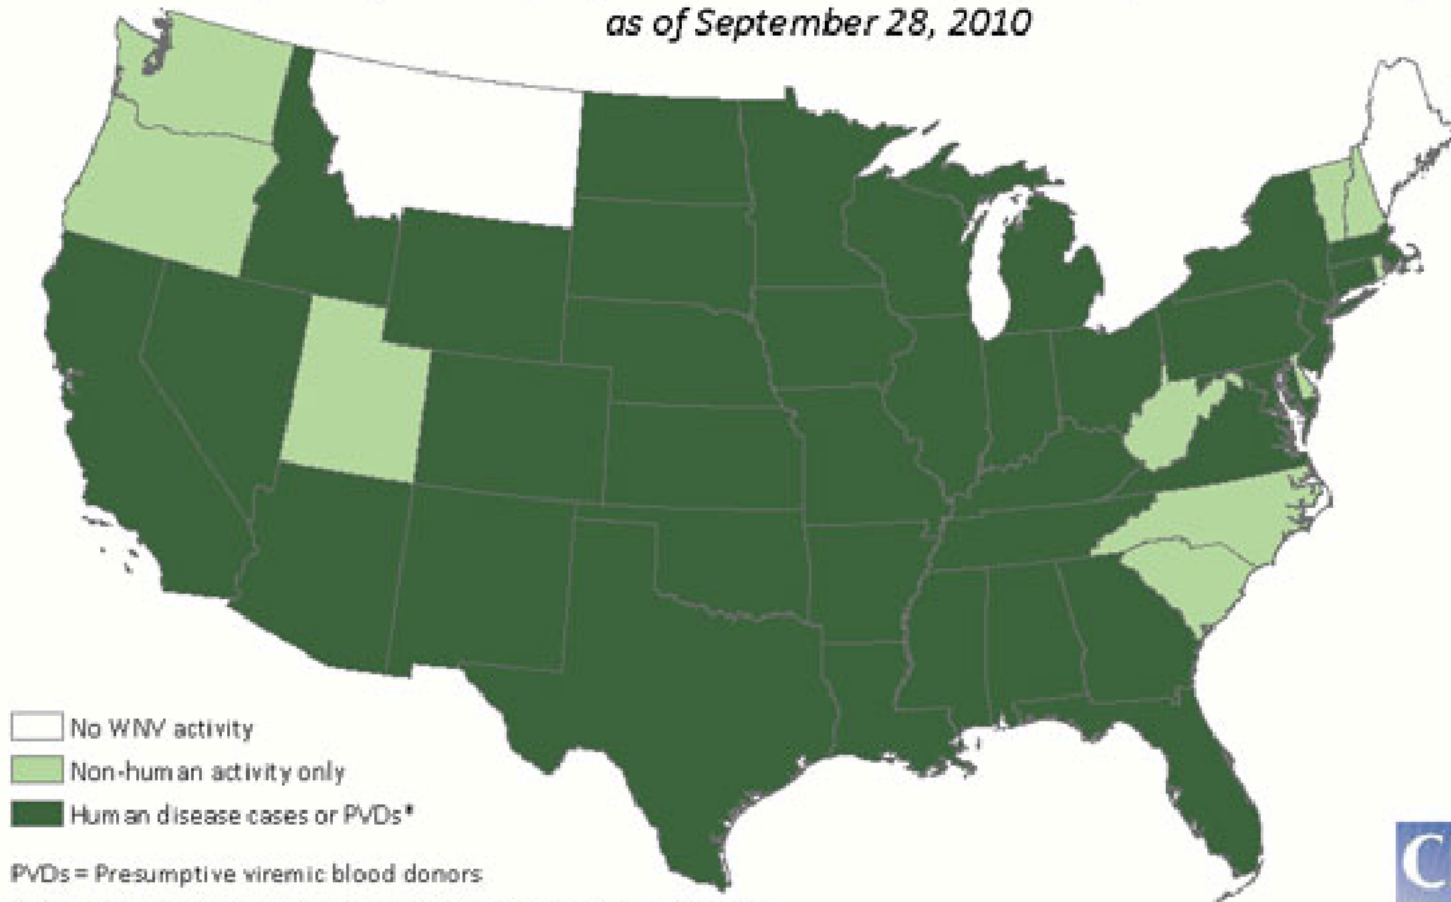 as of September 28, 2010
No WNV activity
Non-human activity only
Human disease cases or PVDs*
PVDs = Presumptive viremic blood donors
C